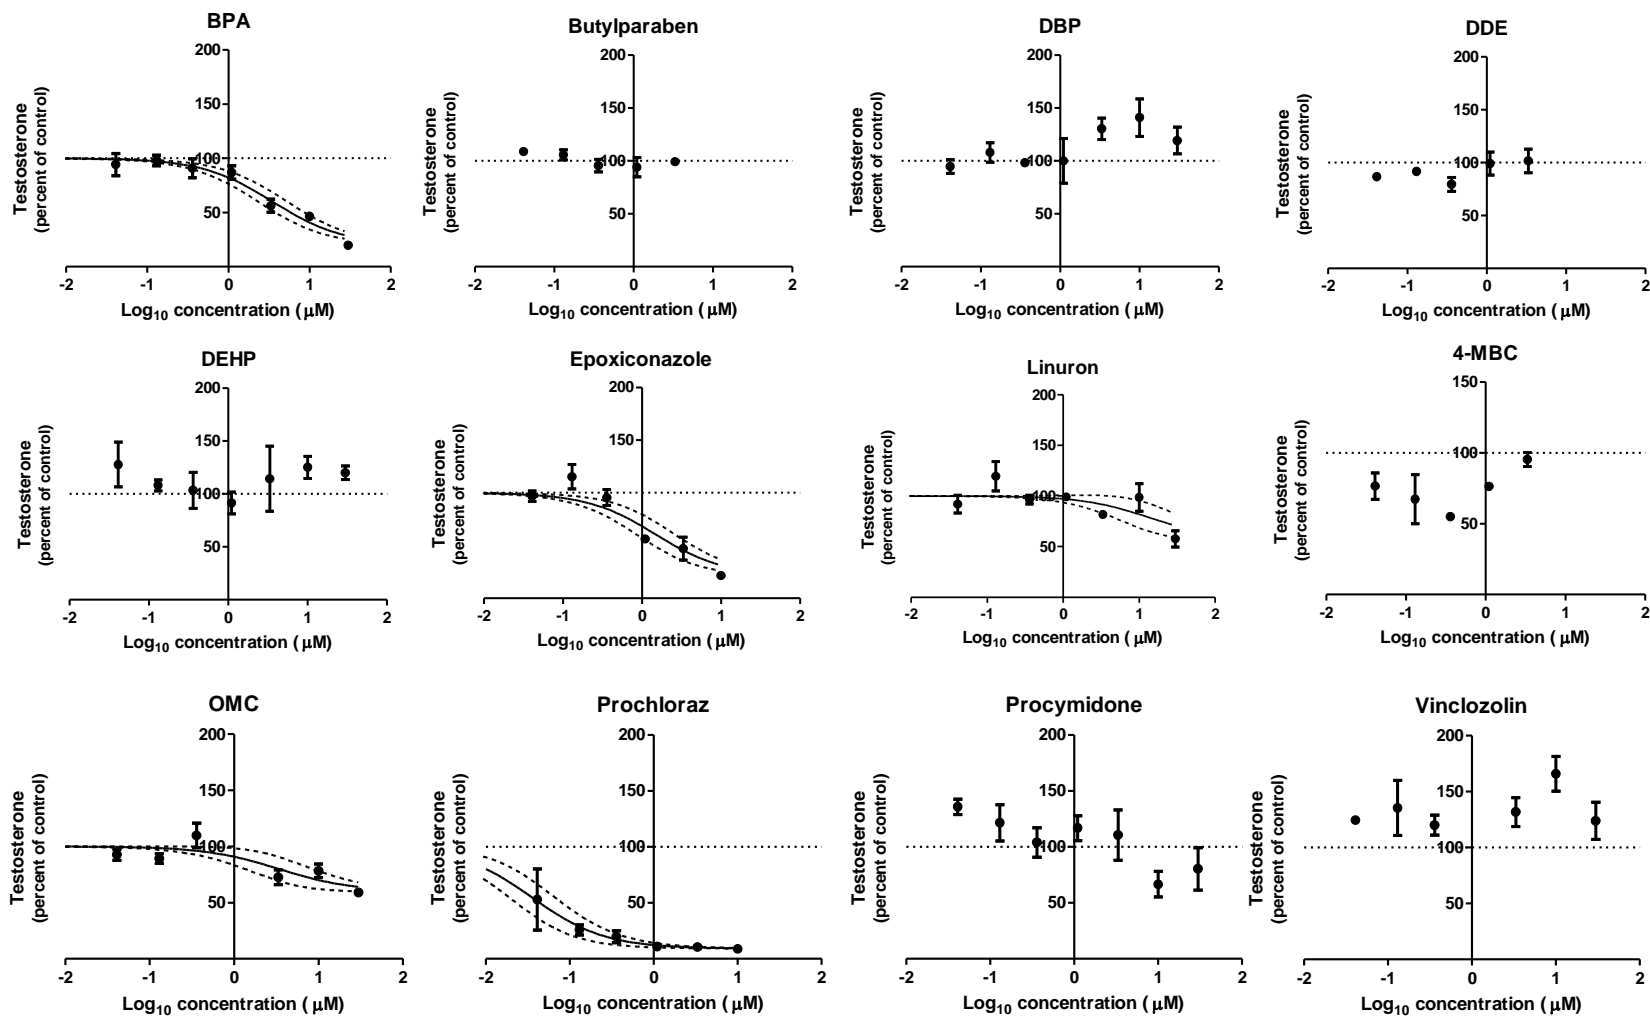 BPA
200
150
100
50
Testosterone
(percent of control)
-2 -1 0 1 2
Log10 concentration ( µM)
Butylparaben
200
150
100
50
Testosterone
(percent of control)
-2 -1 0 1 2
Log10 concentration ( µM)
DBP
200
150
100
50
Testosterone
(percent of control)
-2 -1 0 1 2
Log10 concentration ( µM)
DDE
200
150
100
50
Testosterone
(percent of control)
-2 -1 0 1 2
Log10 concentration ( µM)
DEHP
200
150
100
50
Testosterone
(percent of control)
-2 -1 0 1 2
Log10 concentration ( µM)
Epoxiconazole
200
150
100
50
Testosterone
(percent of control)
-2 -1 0 1 2
Log10 concentration ( µM)
Linuron
200
150
100
50
Testosterone
(percent of control)
-2 -1 0 1 2
Log10 concentration ( µM)
4-MBC
150
100
50
Testosterone
(percent of control)
-2 -1 0 1 2
Log10 concentration ( µM)
OMC
200
150
100
50
Testosterone
(percent of control)
-2 -1 0 1 2
Log10 concentration ( µM)
Prochloraz
200
150
100
50
Testosterone
(percent of control)
-2 -1 0 1 2
Log10 concentration ( µM)
Procymidone
200
150
100
50
Testosterone
(percent of control)
-2 -1 0 1 2
Log10 concentration ( µM)
Vinclozolin
200
150
100
50
Testosterone
(percent of control)
-2 -1 0 1 2
Log10 concentration ( µM)